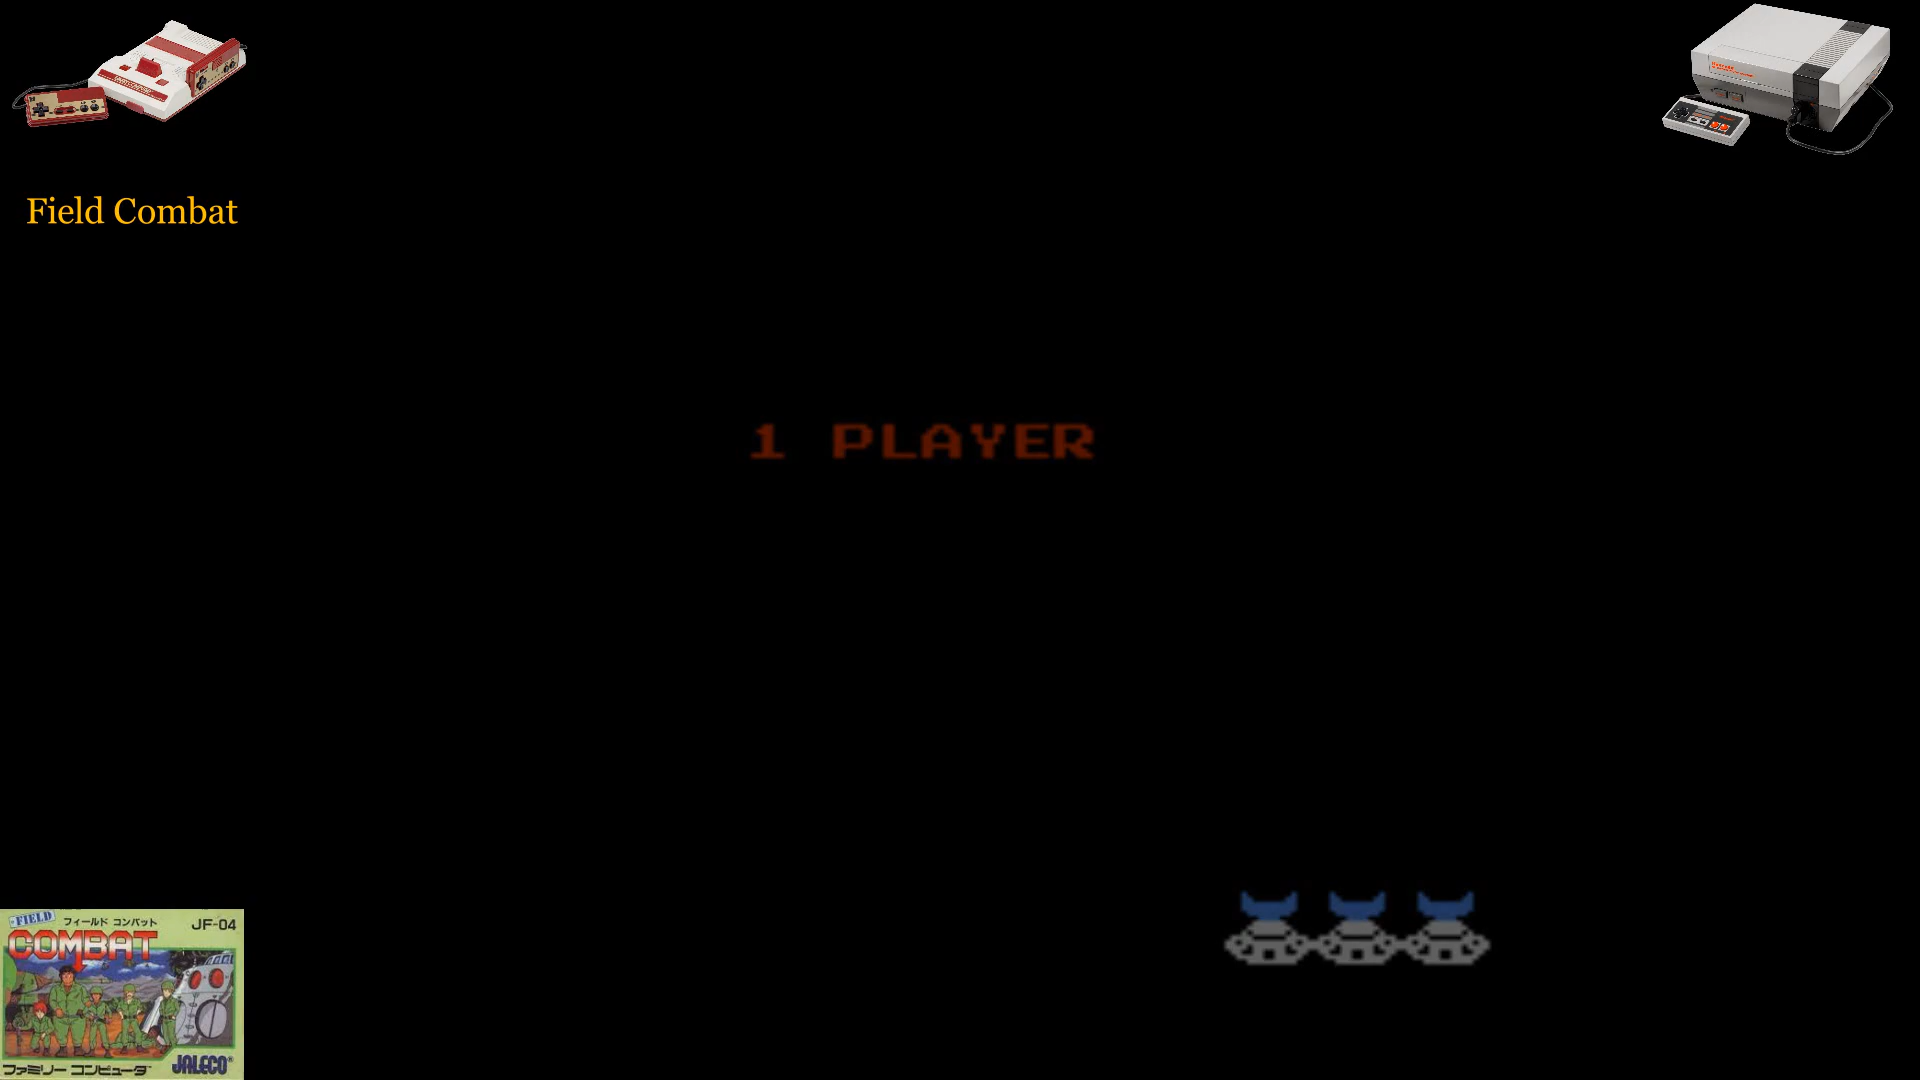 Field Combat
1 PLAYER
FIELD
フィールド コンバット
JF-04
COMBAT
JALECO
ファミリー コンピュータ